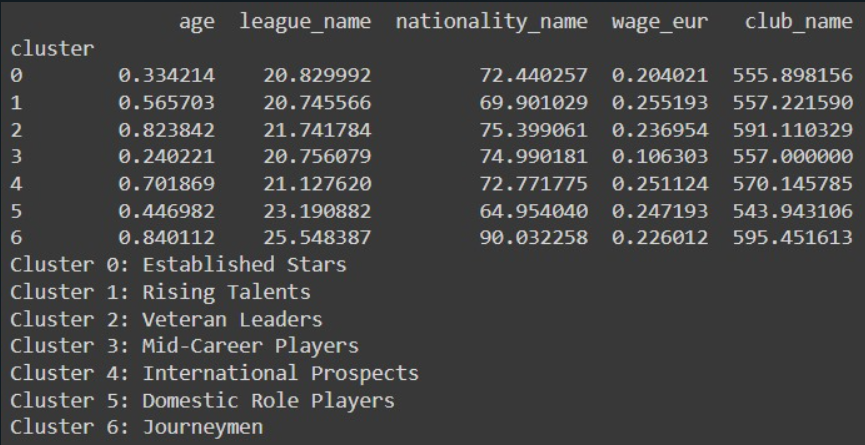 age league_name nationality_name wage_eur club_name
cluster
0 0.334214 20.829992 72.440257 0.204021 555.898156
1 0.565703 20.745566 69.901029 0.255193 557.221590
2 0.823842 21.741784 75.399061 0.236954 591.110329
3 0.240221 20.756079 74.990181 0.106303 557.000000
4 0.701869 21.127620 72.771775 0.251124 570.145785
5 0.446982 23.190882 64.954040 0.247193 543.943106
6 0.840112 25.548387 90.032258 0.226012 595.451613
Cluster 0: Established Stars
Cluster 1: Rising Talents
Cluster 2: Veteran Leaders
Cluster 3: Mid-Career Players
Cluster 4: International Prospects
Cluster 5: Domestic Role Players
Cluster 6: Journeymen